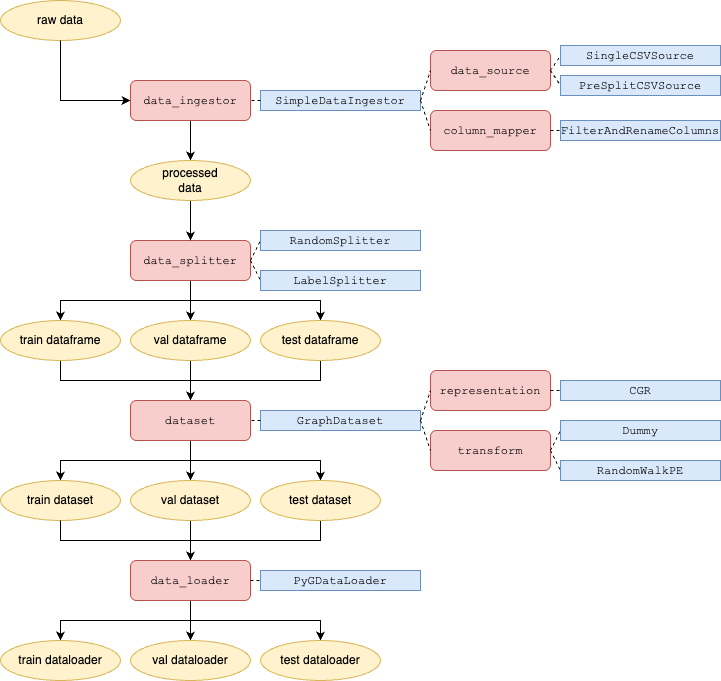 raw data
data_source
SingleCSVSource
PreSplitCSVSource
data_ingestor
SimpleDataIngestor
column_mapper
FilterAndRenameColumns
processed
data
data_splitter
RandomSplitter
LabelSplitter
train dataframe
val dataframe
test dataframe
dataset
GraphDataset
representation
CGR
transform
Dummy
RandomWalkPE
train dataset
val dataset
test dataset
data_loader
PyGDataLoader
train dataloader
val dataloader
test dataloader